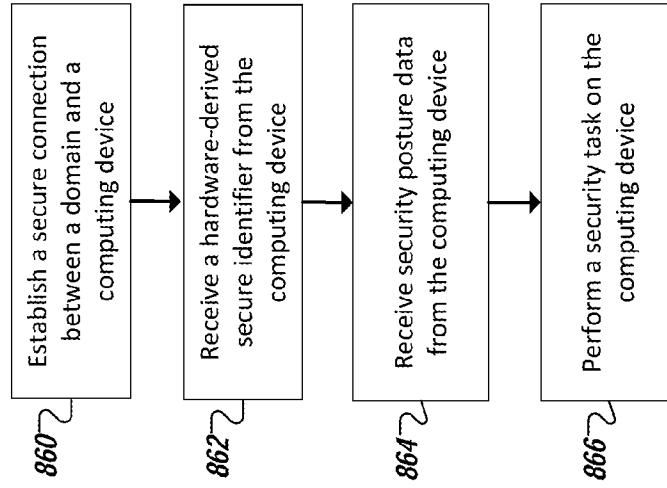 860
Establish a secure connection
between a domain and a
computing device
862
Receive a hardware-derived
secure identifier from the
computing device
864
Receive security posture data
from the computing device
866
Perform a security task on the
computing device